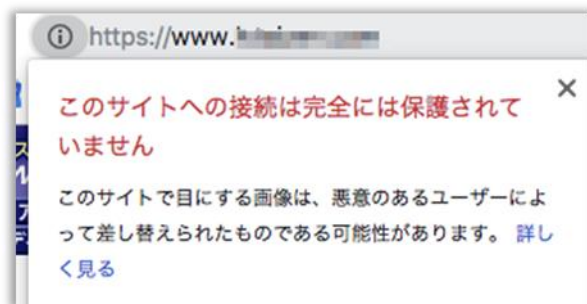 https://www.
このサイトへの接続は完全には保護されて
いません
このサイトで目にする画像は、悪意のあるユーザーによ
って差し替えられたものである可能性があります。 詳し
く見る